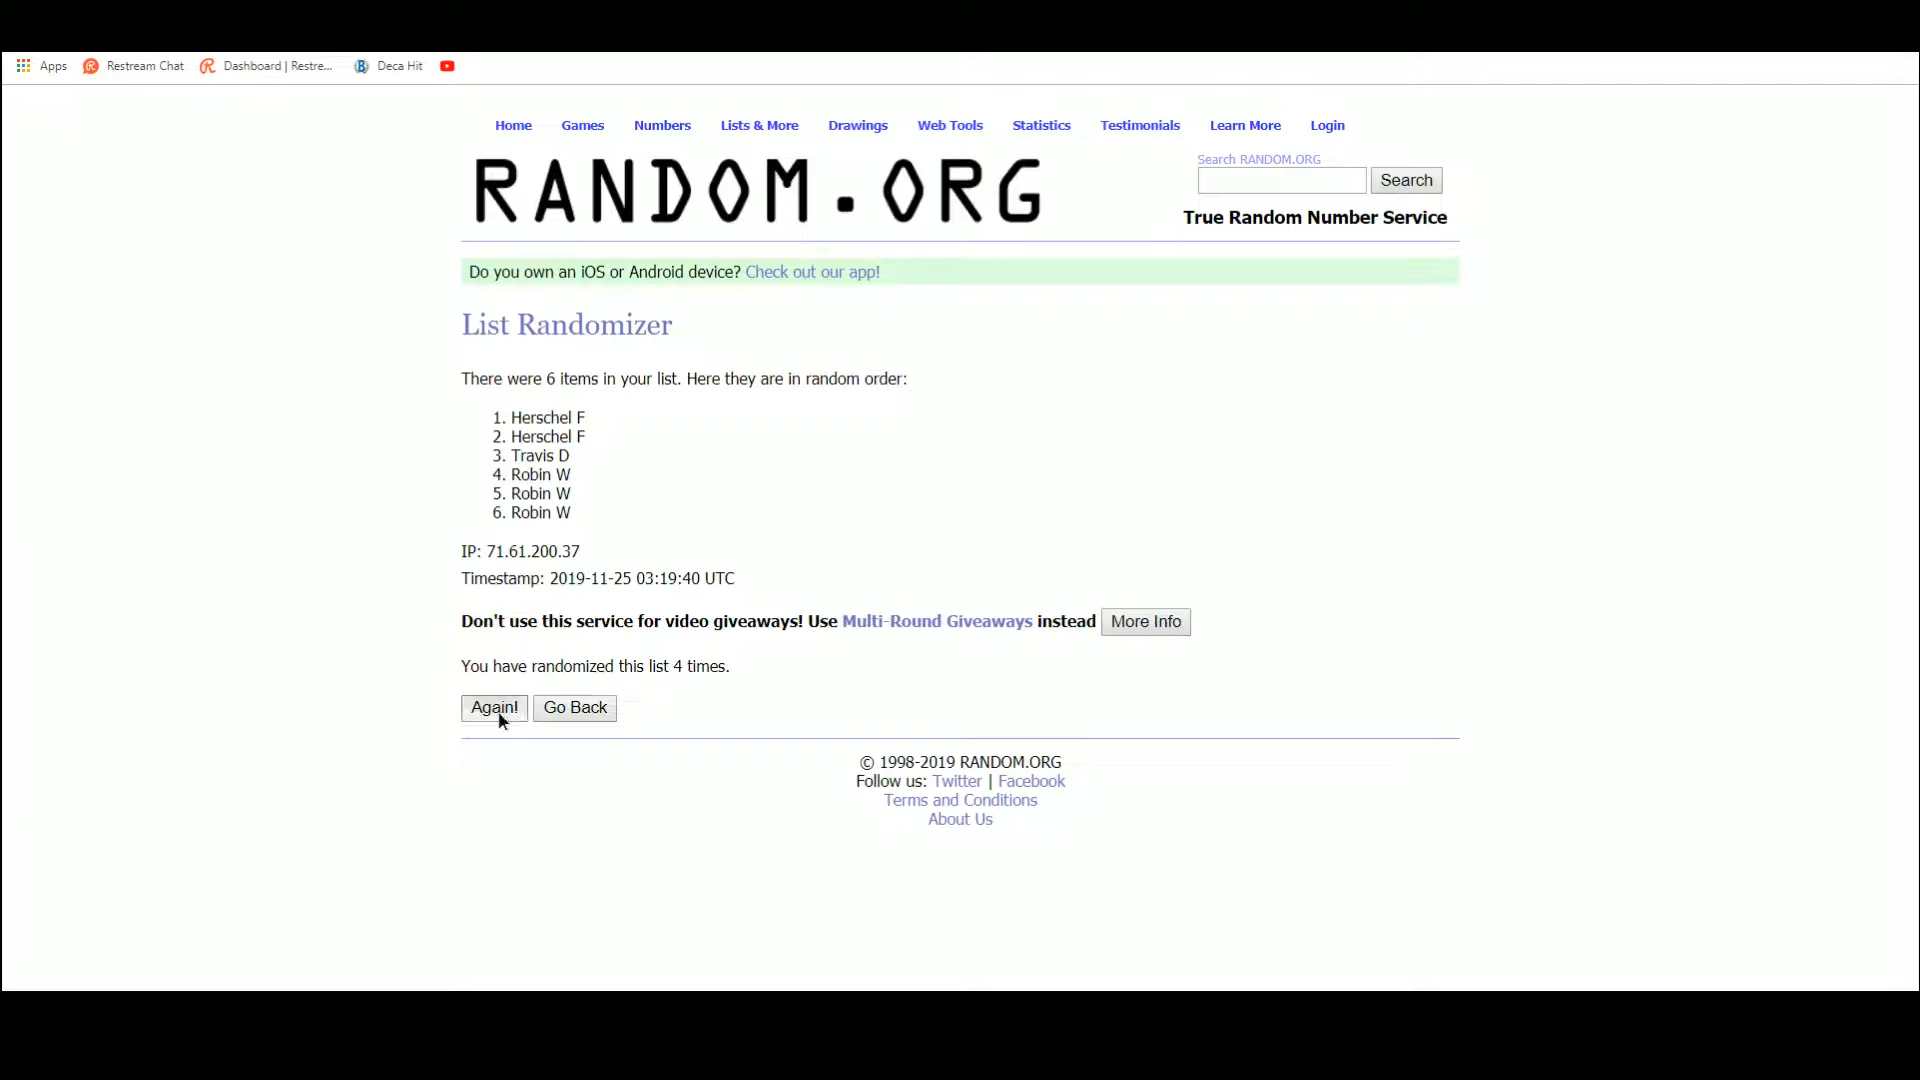 Apps Restream Chat Dashboard | Restre... Deca Hit
Home Games Numbers Lists & More Drawings Web Tools Statistics Testimonials Learn More Login
RANDOM.ORG
Search RANDOM.ORG
Search
True Random Number Service
Do you own an iOS or Android device? Check out our app!
List Randomizer
There were 6 items in your list. Here they are in random order:
1. Herschel F
2. Herschel F
3. Travis D
4. Robin W
5. Robin W
6. Robin W
IP: 71.61.200.37
Timestamp: 2019-11-25 03:19:40 UTC
Don't use this service for video giveaways! Use Multi-Round Giveaways instead More Info
You have randomized this list 4 times.
Again! Go Back
© 1998-2019 RANDOM.ORG
Follow us: Twitter | Facebook
Terms and Conditions
About Us